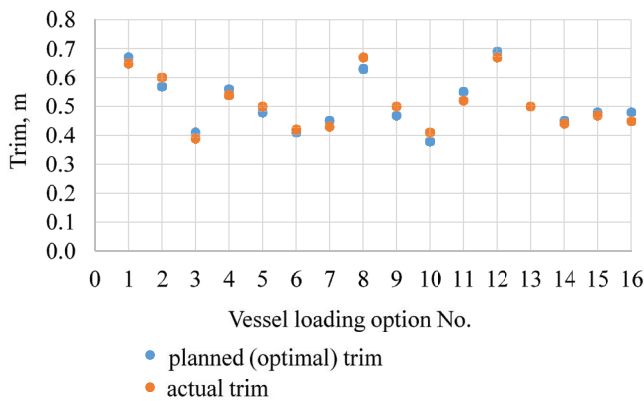 0.8
0.7
0.6
0.5
0.4
0.3
0.2
0.1
0.0
Trim, m
0 1 2 3 4 5 6 7 8 9 10 11 12 13 14 15 16
Vessel loading option No.
planned (optimal) trim
actual trim